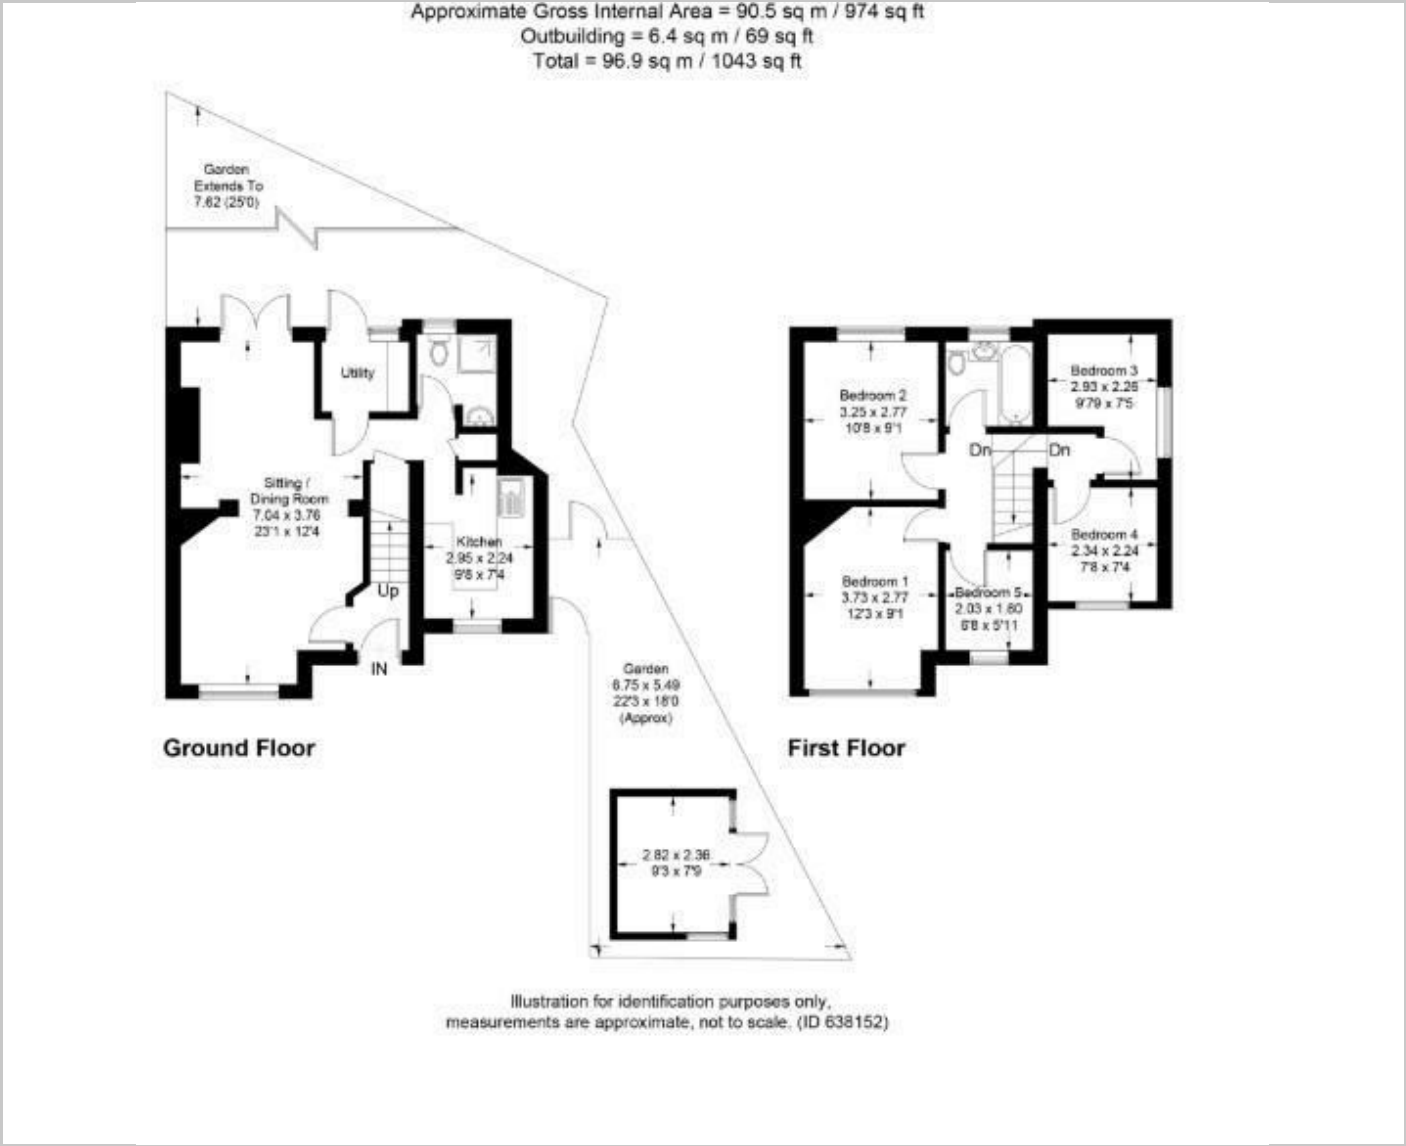 Approximate Gross Internal Area = 90.5 sq m / 974 sq ft
Outbuilding = 6.4 sq m / 69 sq ft
Total = 96.9 sq m / 1043 sq ft
Garden
Extends To
7.62 (25'0)
Utility
Sitting /
Dining Room
7.04 x 3.76
23'1 x 12'4
Kitchen
2.95 x 2.24
9'8 x 7'4
Up
IN
Garden
6.75 x 5.49
22'3 x 18'0
(Approx)
Ground Floor
2.82 x 2.36
9'3 x 7'9
Bedroom 2
3.25 x 2.77
10'8 x 9'1
Bedroom 3
2.93 x 2.26
9'79 x 7'5
Dn
Dn
Bedroom 4
2.34 x 2.24
7'8 x 7'4
Bedroom 1
3.73 x 2.77
12'3 x 9'1
Bedroom 5
2.03 x 1.80
6'8 x 5'11
First Floor
Illustration for identification purposes only,
measurements are approximate, not to scale. (ID 638152)